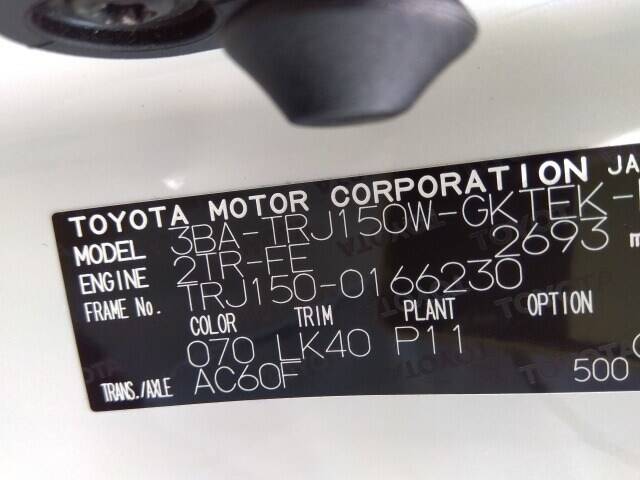 TOYOTA MOTOR CORPORATION JA
MODEL 3BA-TRJ150W-GKTEK-
ENGINE 2TR-FE 2693
FRAME No. TRJ150-0166230
COLOR TRIM PLANT OPTION
070 LK40 P11
TRANS./AXLE AC60F 500